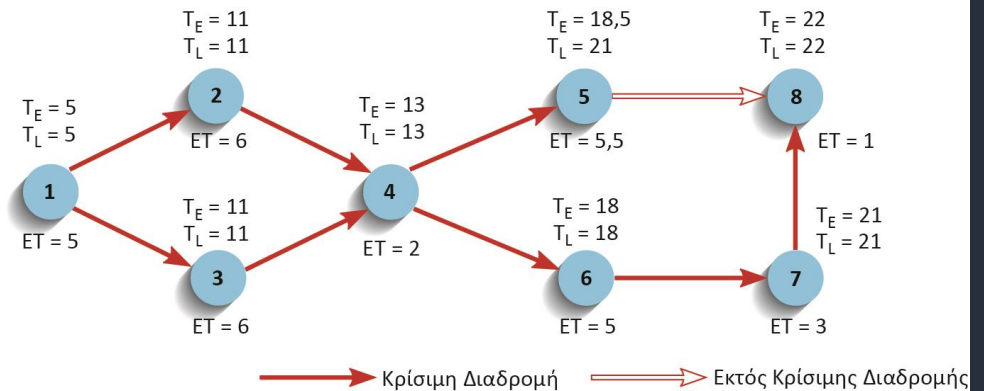 T_E = 11
T_L = 11
T_E = 18,5
T_L = 21
T_E = 22
T_L = 22
2
5
8
T_E = 5
T_L = 5
T_E = 13
T_L = 13
ET = 6
ET = 5,5
ET = 1
1
4
T_E = 11
T_L = 11
T_E = 18
T_L = 18
T_E = 21
T_L = 21
ET = 5
ET = 2
3
6
7
ET = 6
ET = 5
ET = 3
Κρίσιμη Διαδρομή
Εκτός Κρίσιμης Διαδρομής